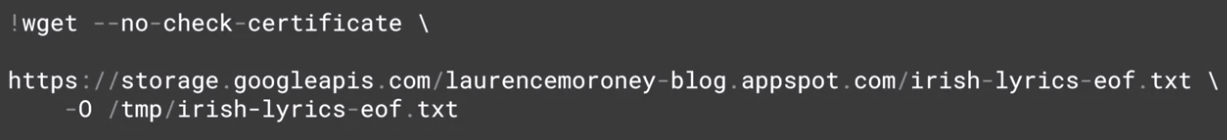 !wget --no-check-certificate \
https://storage.googleapis.com/laurencemoroney-blog.appspot.com/irish-lyrics-eof.txt \
    -O /tmp/irish-lyrics-eof.txt